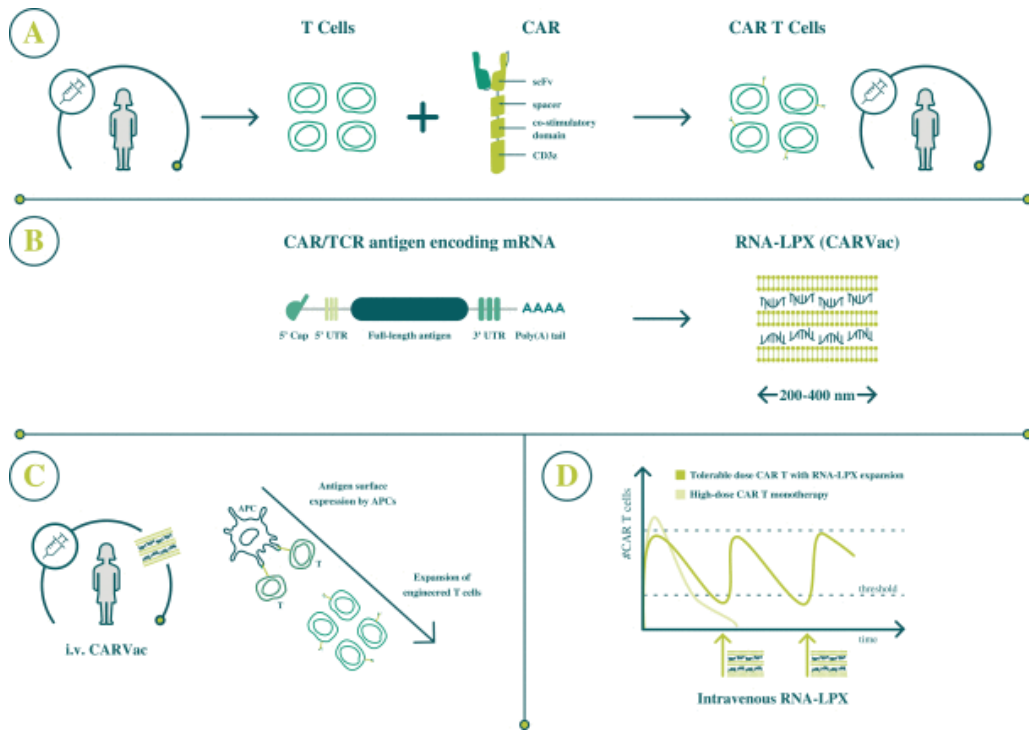 A
T Cells
CAR
CAR T Cells
scFv
spacer
co-stimulatory
domain
CD3e
B
CAR/TCR antigen encoding mRNA
RNA-LPX (CARVac)
AAAA
5' Cap
5' UTR
Full-length antigen
3' UTR
Poly(A) tail
200-400 nm
C
Antigen surface
expression by APCs
APC
T
T
Expansion of
engineered T cells
i.v. CARVac
D
Tolerable dose CAR T with RNA-LPX expansion
High-dose CAR T monotherapy
#CAR T cells
threshold
time
Intravenous RNA-LPX